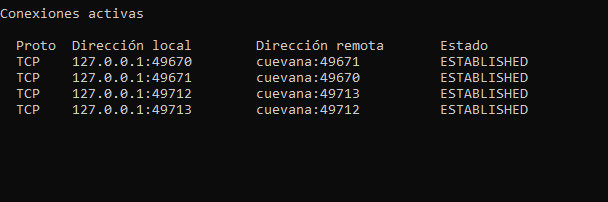 Conexiones activas
Proto  Dirección local        Dirección remota       Estado
TCP    127.0.0.1:49670        cuevana:49671          ESTABLISHED
TCP    127.0.0.1:49671        cuevana:49670          ESTABLISHED
TCP    127.0.0.1:49712        cuevana:49713          ESTABLISHED
TCP    127.0.0.1:49713        cuevana:49712          ESTABLISHED